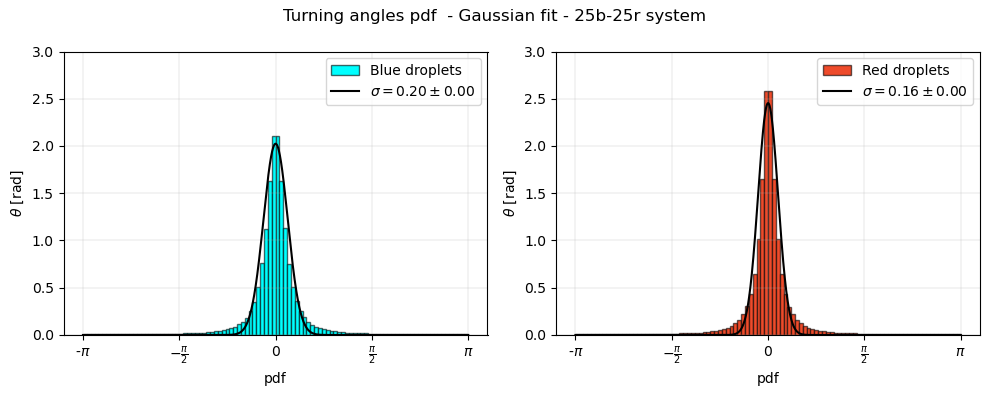 Turning angles pdf  - Gaussian fit - 25b-25r system
3.0
2.5
2.0
1.5
1.0
0.5
0.0
θ [rad]
Blue droplets
σ = 0.20 ± 0.00
-π
−π/2
0
π/2
π
pdf
3.0
2.5
2.0
1.5
1.0
0.5
0.0
θ [rad]
Red droplets
σ = 0.16 ± 0.00
-π
−π/2
0
π/2
π
pdf